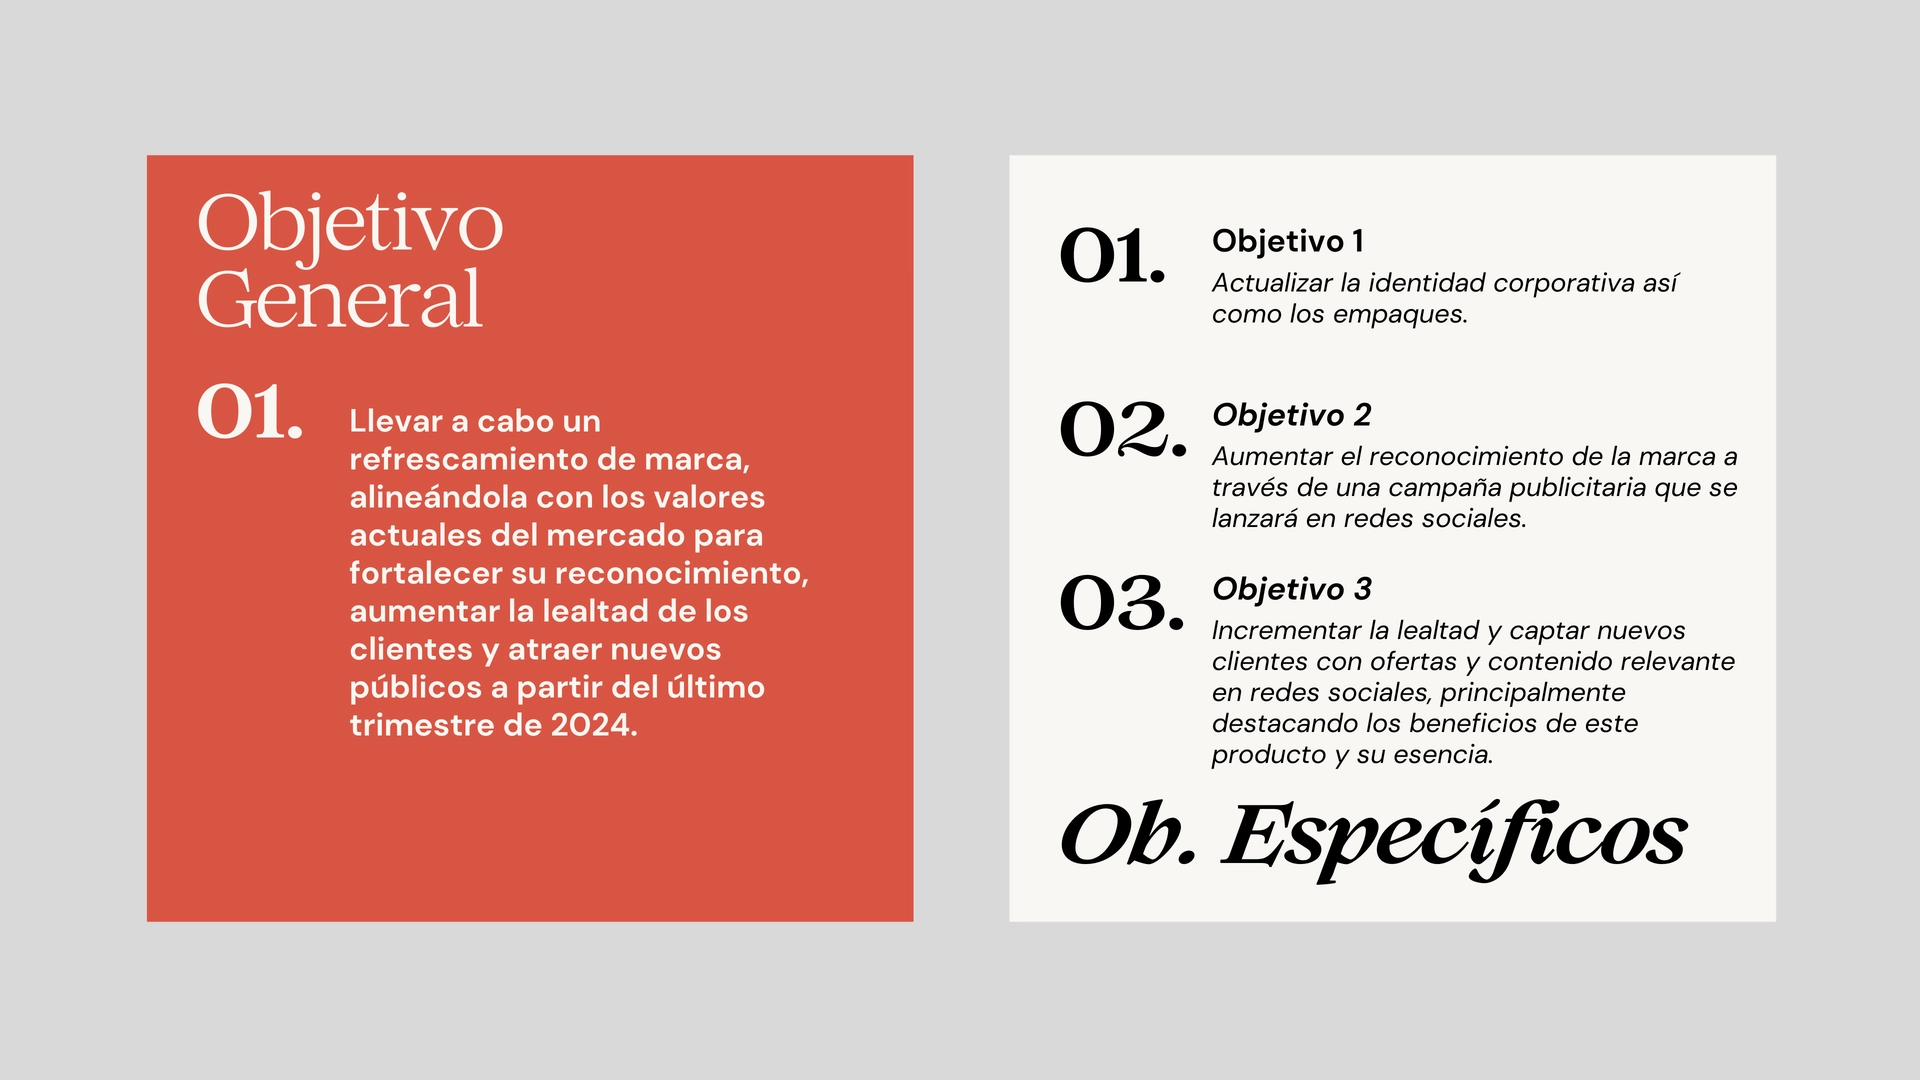 Objetivo
General
01.
Llevar a cabo un
refrescamiento de marca,
alineándola con los valores
actuales del mercado para
fortalecer su reconocimiento,
aumentar la lealtad de los
clientes y atraer nuevos
públicos a partir del último
trimestre de 2024.
01.
Objetivo 1
Actualizar la identidad corporativa así
como los empaques.
02.
Objetivo 2
Aumentar el reconocimiento de la marca a
través de una campaña publicitaria que se
lanzará en redes sociales.
03.
Objetivo 3
Incrementar la lealtad y captar nuevos
clientes con ofertas y contenido relevante
en redes sociales, principalmente
destacando los beneficios de este
producto y su esencia.
Ob. Específicos